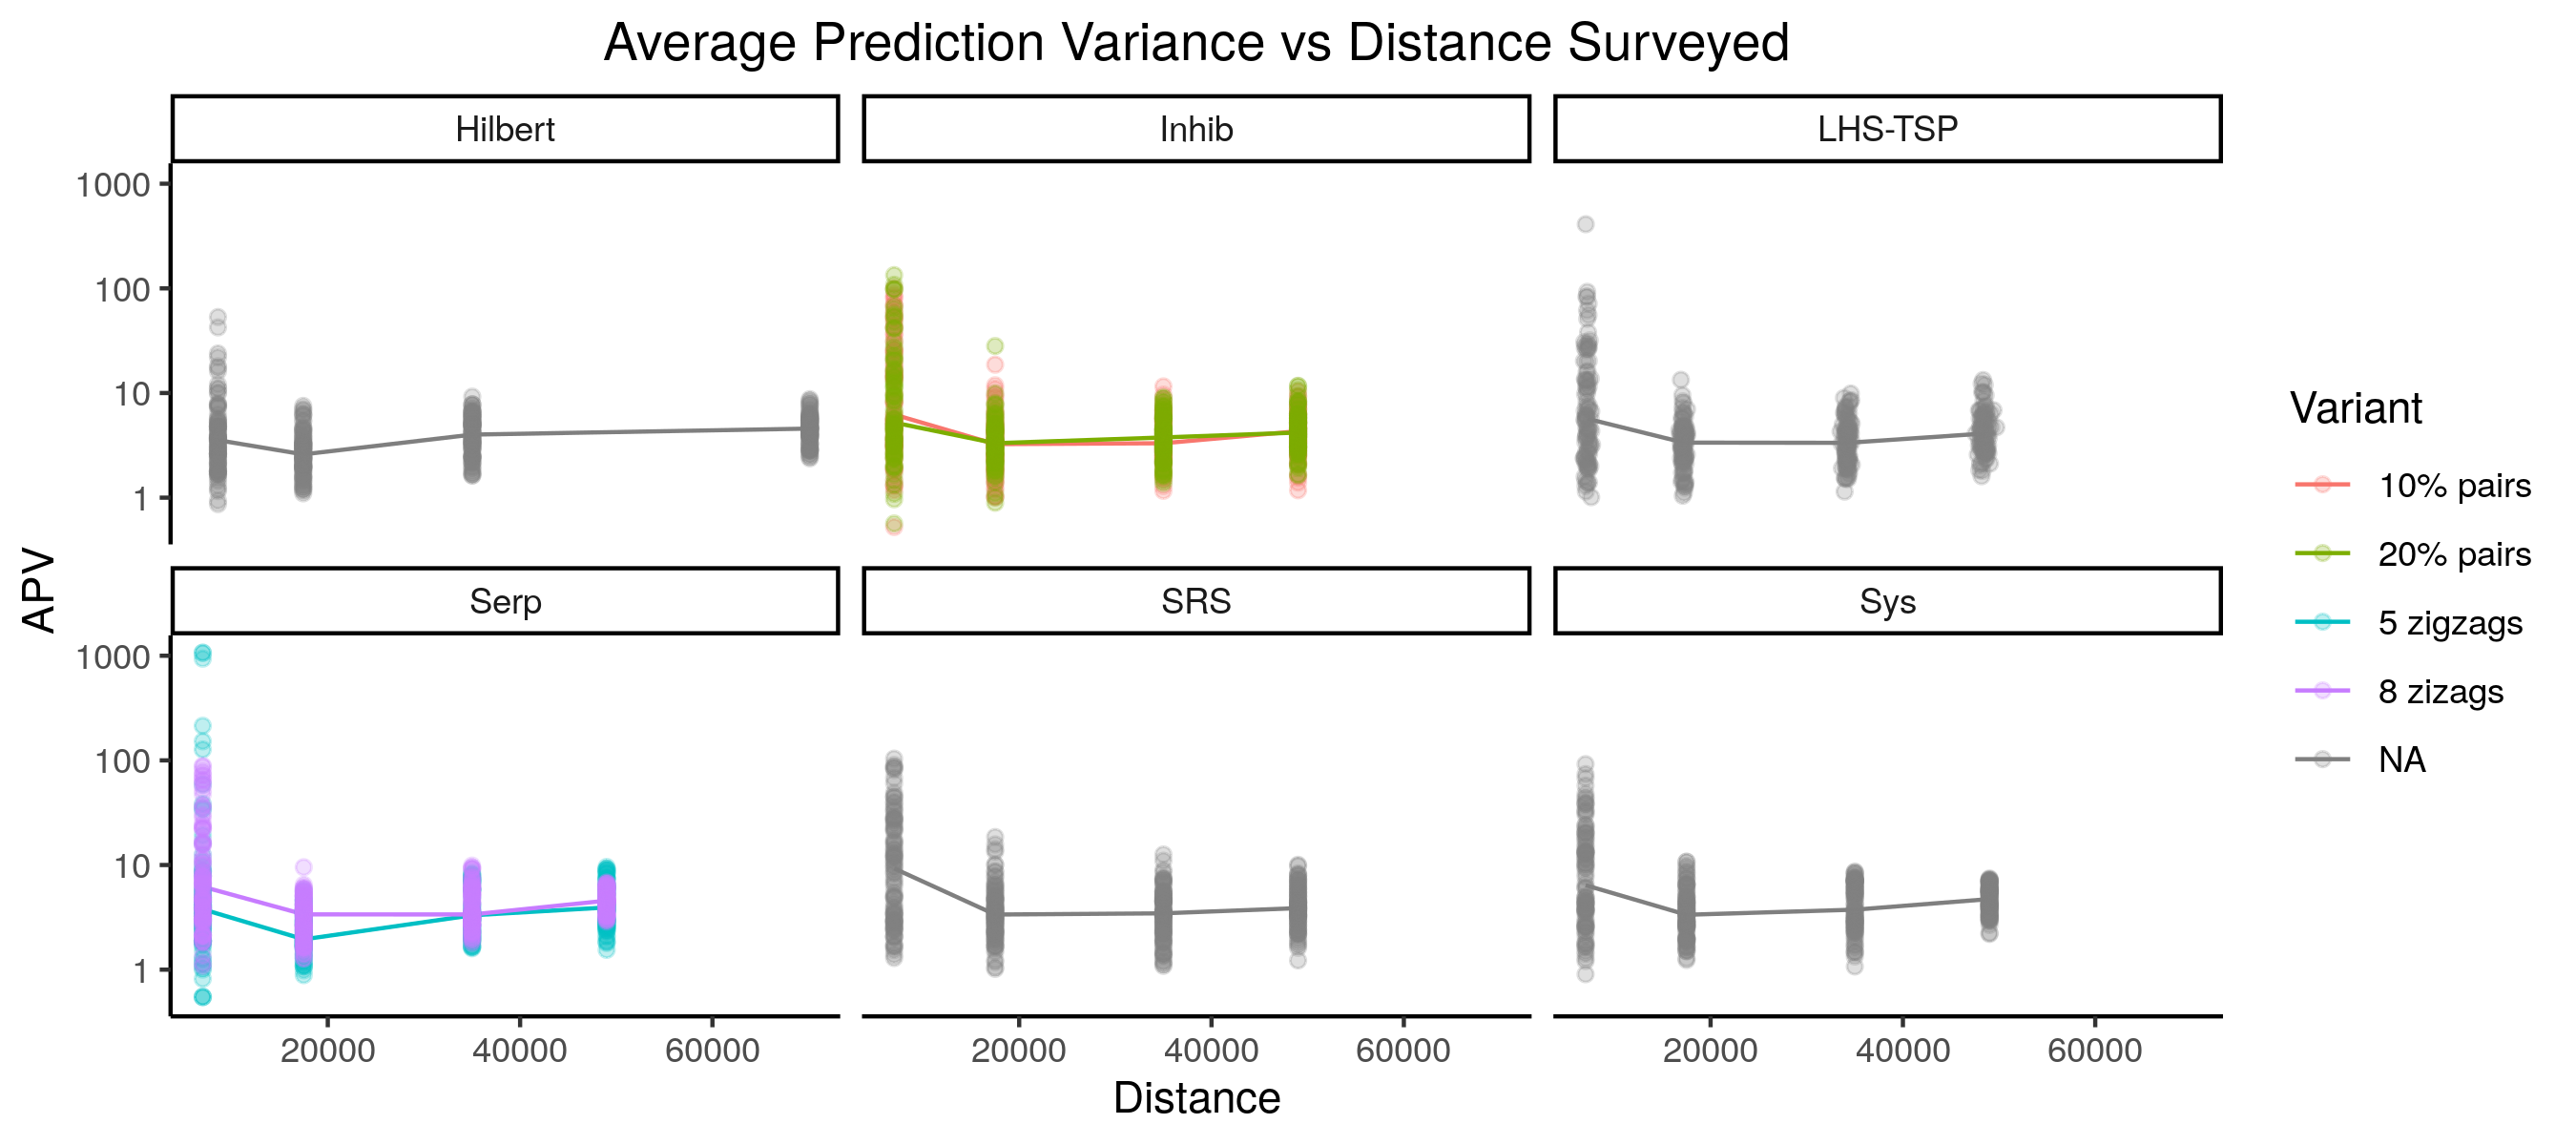 Average Prediction Variance vs Distance Surveyed
Hilbert
Inhib
LHS-TSP
1000
100
10
1
APV
Serp
SRS
Sys
1000
100
10
1
20000 40000 60000
20000 40000 60000
20000 40000 60000
Distance
Variant
10% pairs
20% pairs
5 zigzags
8 zizags
NA